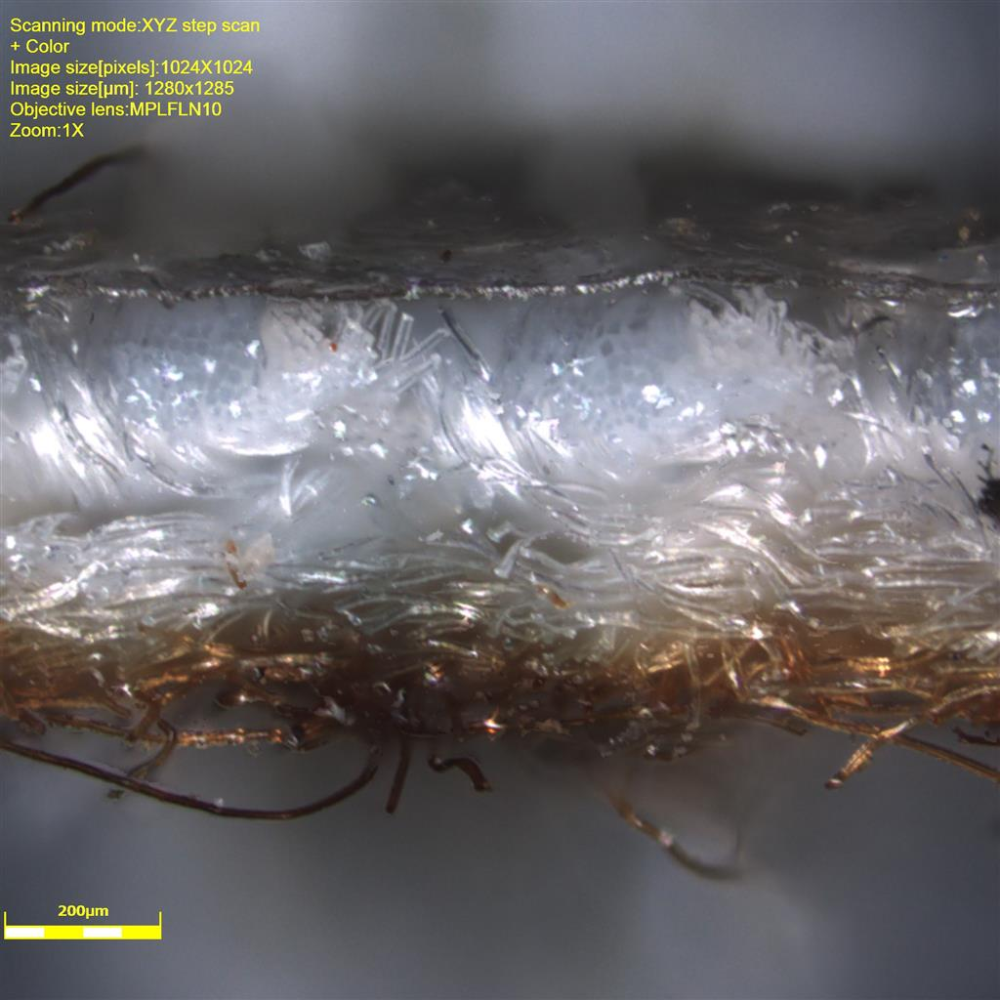 Scanning mode:XYZ step scan
+ Color
Image size[pixels]:1024X1024
Image size[µm]: 1280x1285
Objective lens:MPLFLN10
Zoom:1X
200µm